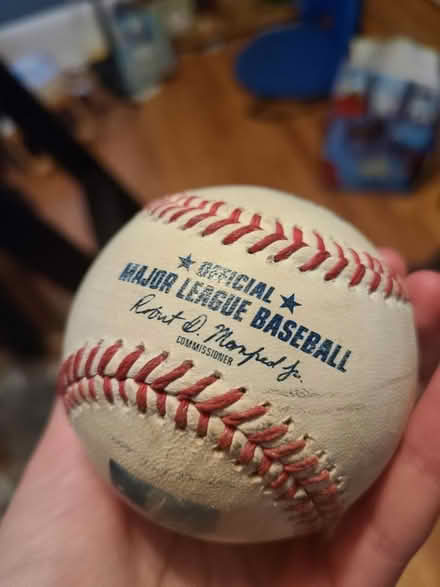 ★ OFFICIAL ★
MAJOR LEAGUE BASEBALL
Robert D. Manfred Jr.
COMMISSIONER